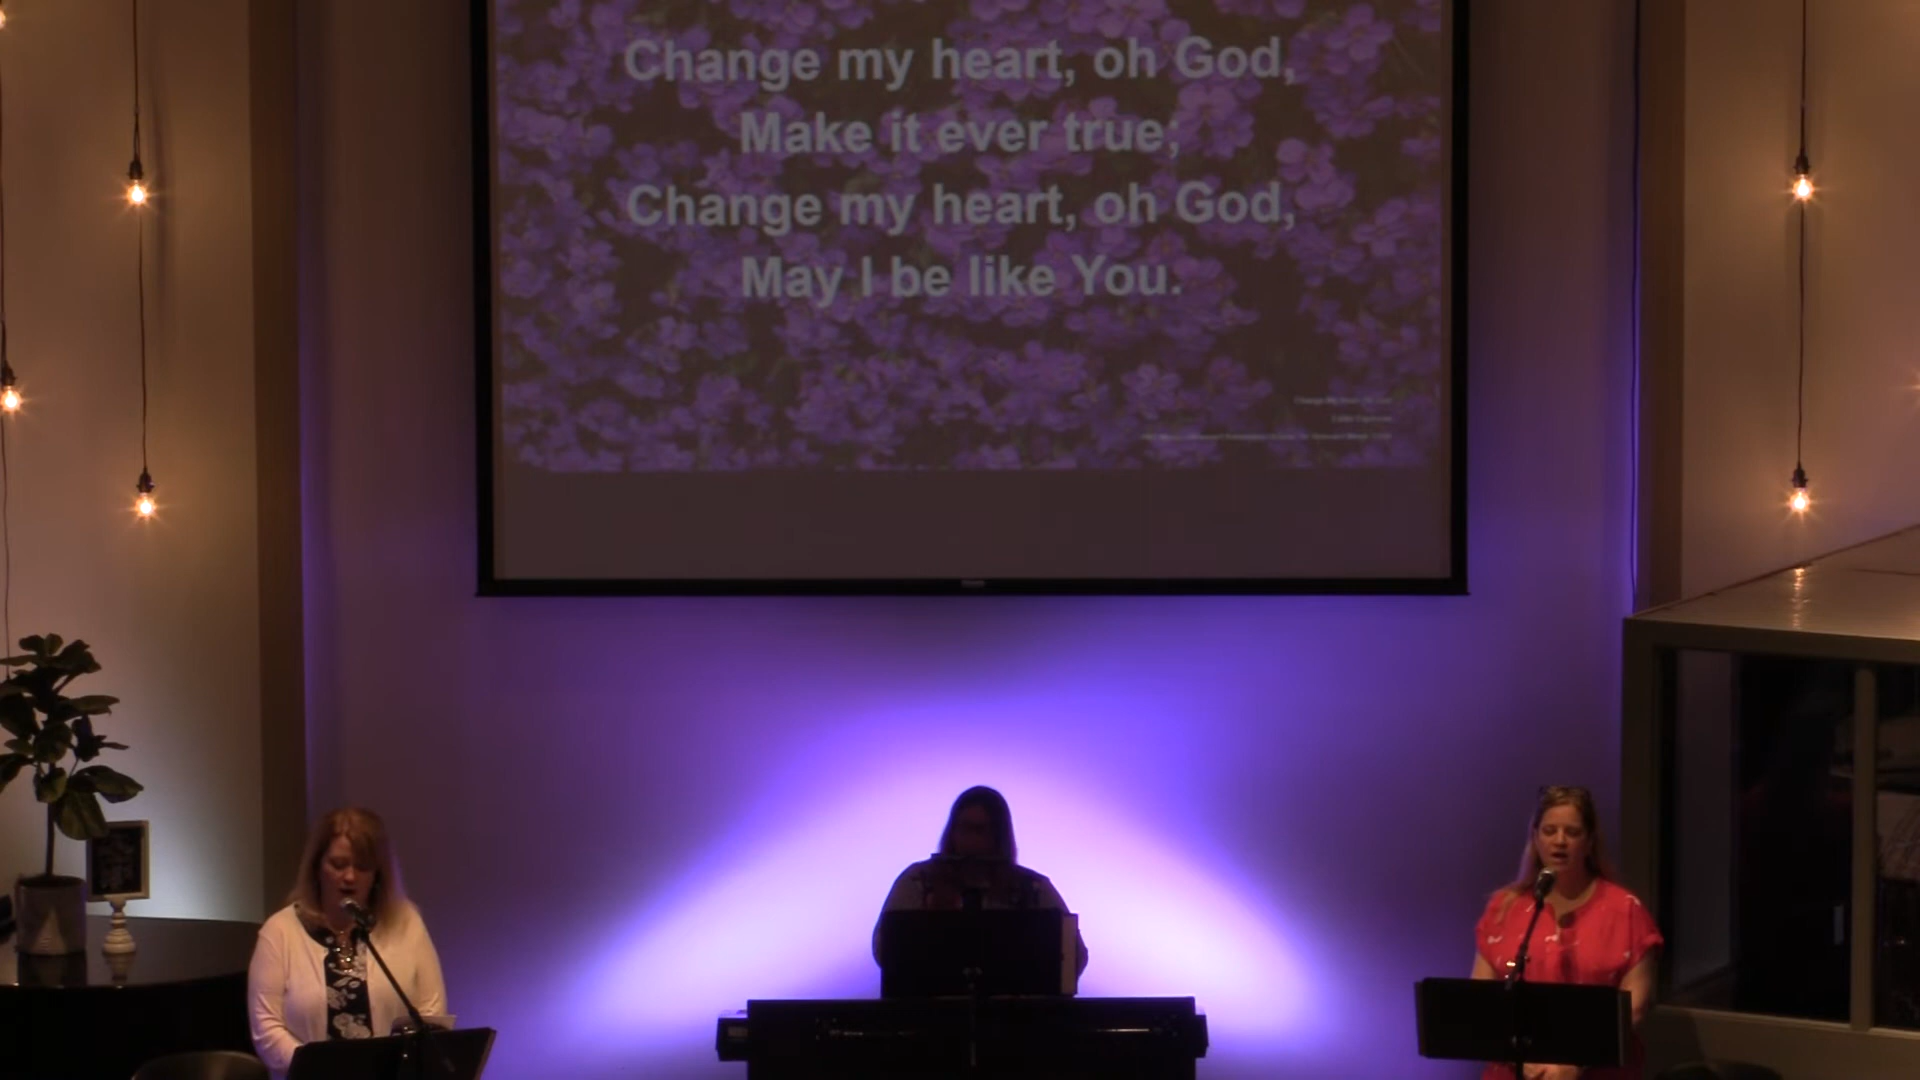 Change my heart, oh God,
Make it ever true;
Change my heart, oh God,
May I be like You.